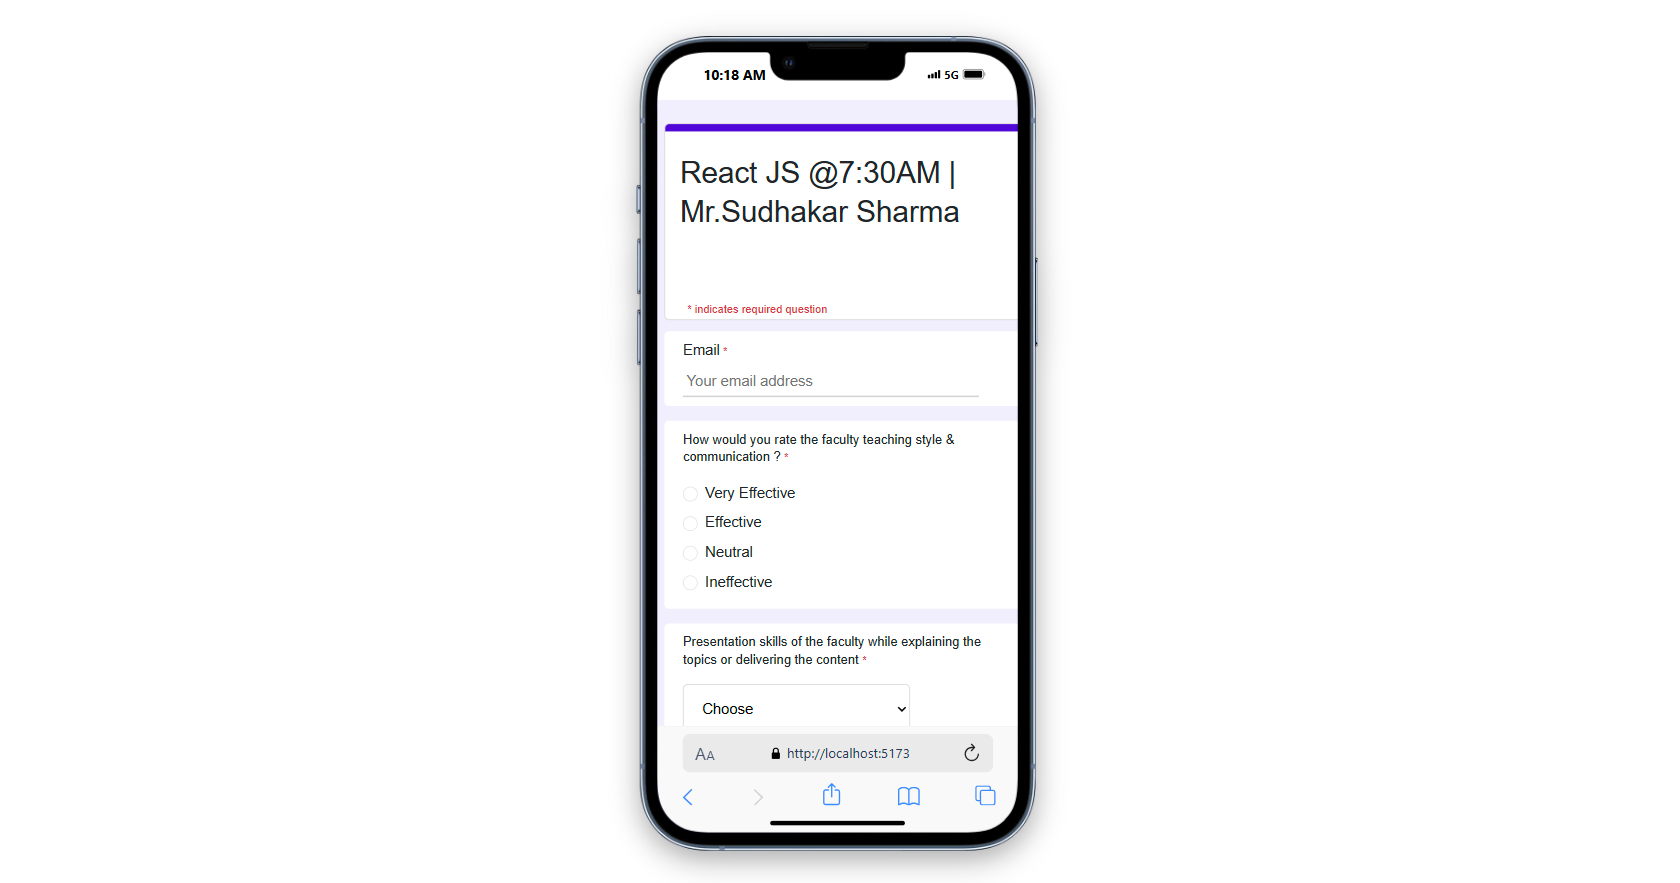 10:18 AM
5G
React JS @7:30AM |
Mr.Sudhakar Sharma
* indicates required question
Email *
Your email address
How would you rate the faculty teaching style &
communication ? *
Very Effective
Effective
Neutral
Ineffective
Presentation skills of the faculty while explaining the
topics or delivering the content *
Choose
AA http://localhost:5173